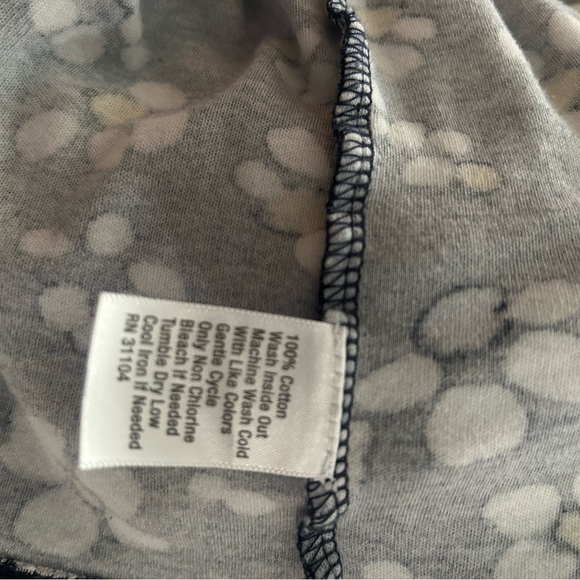 100% Cotton
Wash Inside Out
Machine Wash Cold
With Like Colors
Gentle Cycle
Only Non Chlorine
Bleach If Needed
Tumble Dry Low
Cool Iron If Needed
RN 31104